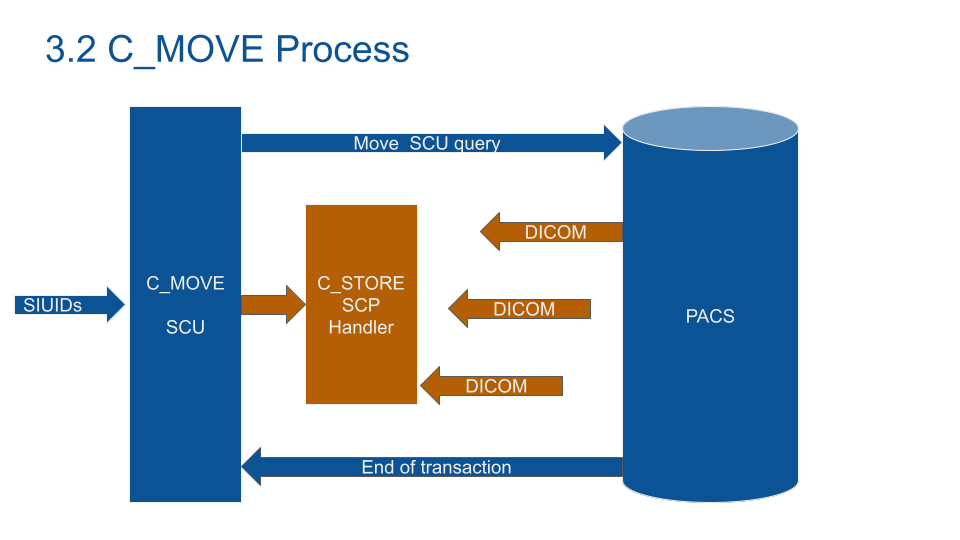 3.2 C_MOVE Process
Move  SCU query
DICOM
C_MOVE
SCU
C_STORE
SCP
Handler
SIUIDs
DICOM
PACS
DICOM
End of transaction